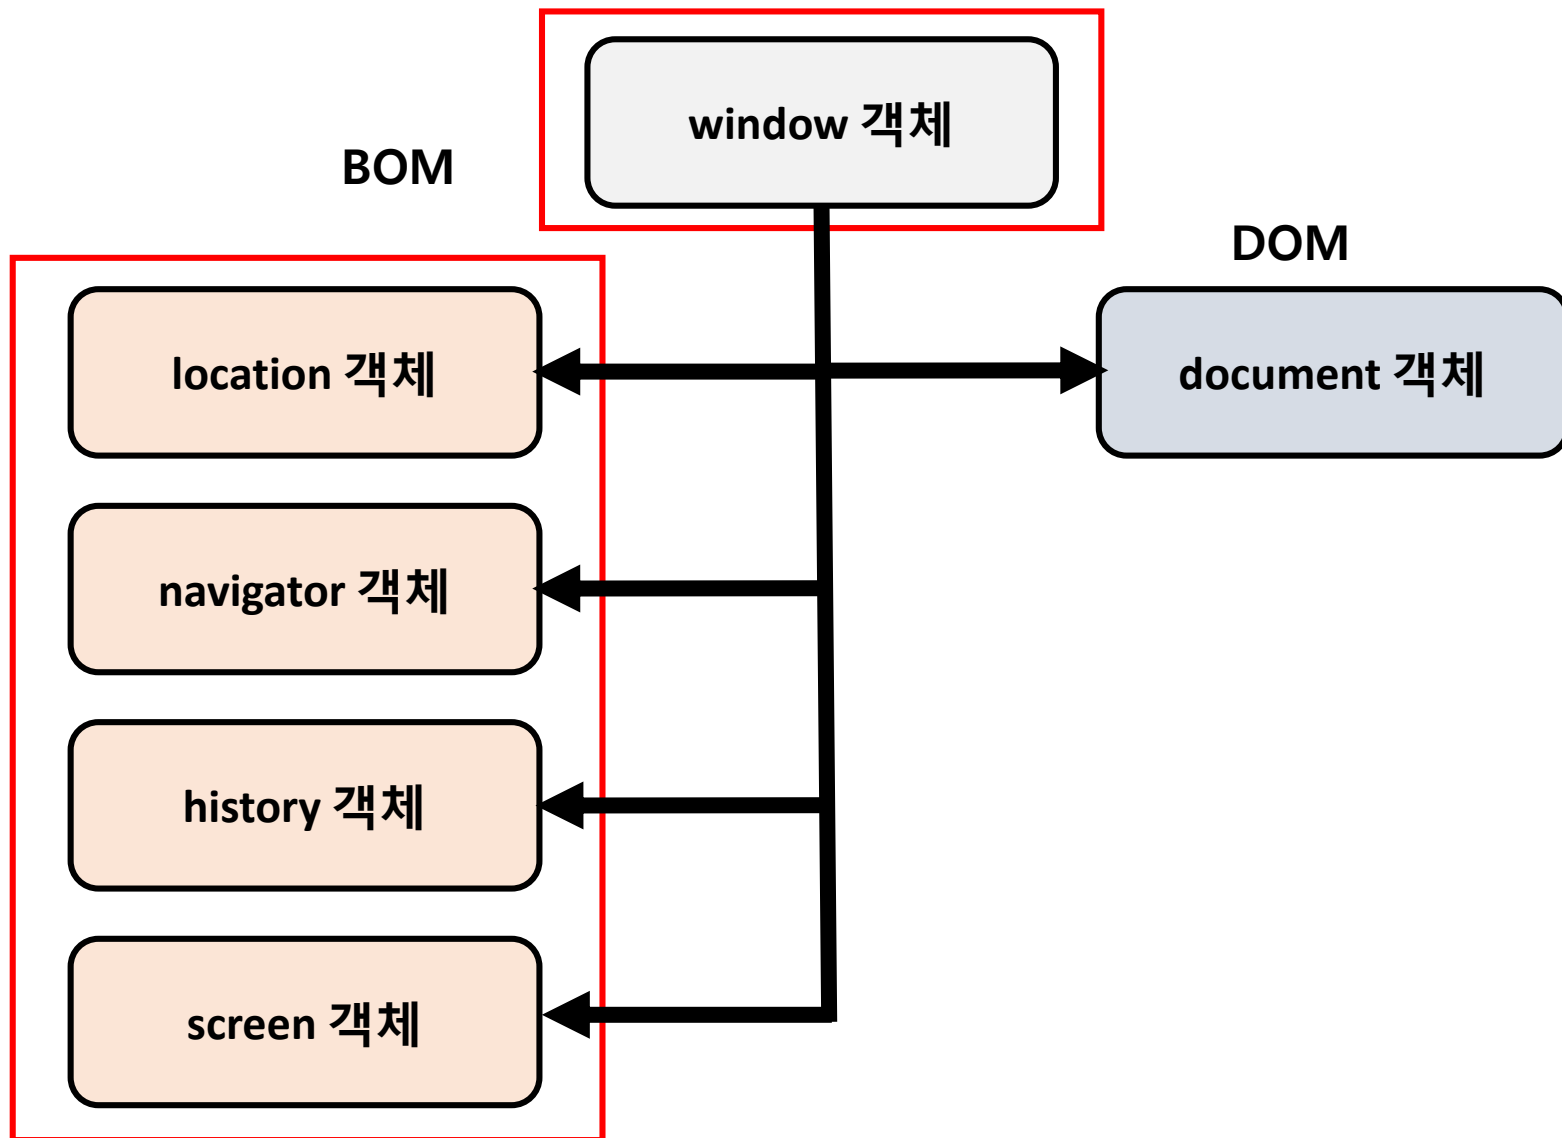 window 객체
BOM
DOM
location 객체
document 객체
navigator 객체
history 객체
screen 객체